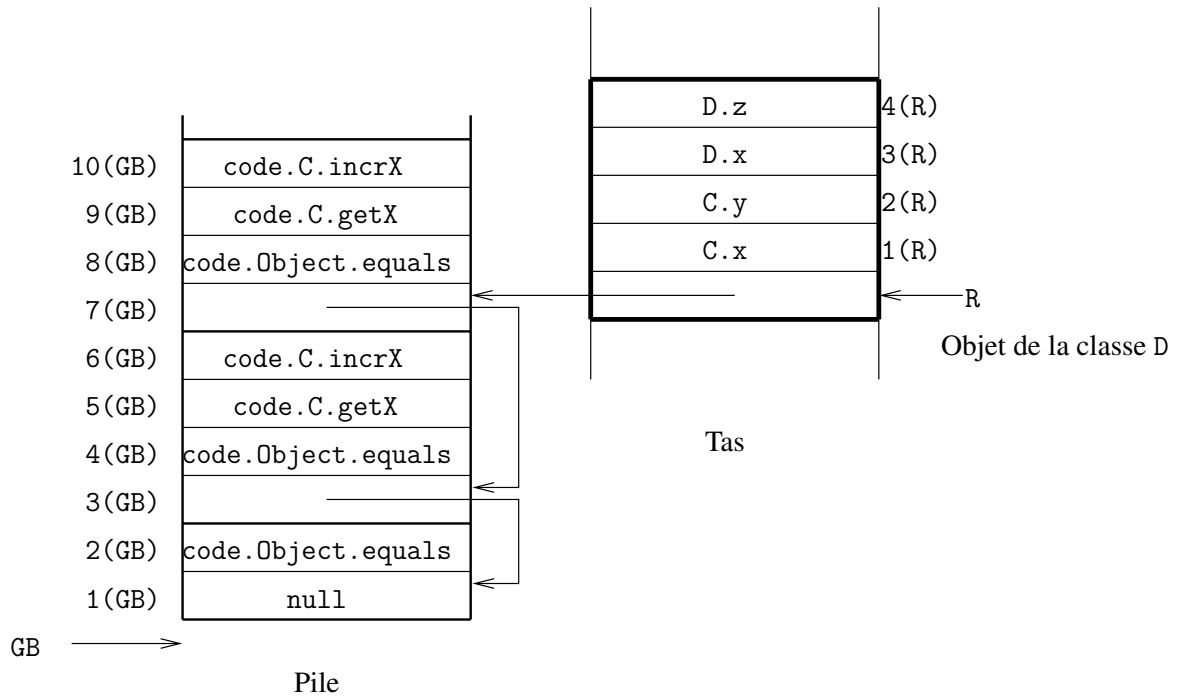 D.z 4(R)
D.x 3(R)
C.y 2(R)
C.x 1(R)
R
Objet de la classe D
Tas
10(GB) code.C.incrX
9(GB) code.C.getX
8(GB) code.Object.equals
7(GB)
6(GB) code.C.incrX
5(GB) code.C.getX
4(GB) code.Object.equals
3(GB)
2(GB) code.Object.equals
1(GB) null
GB
Pile